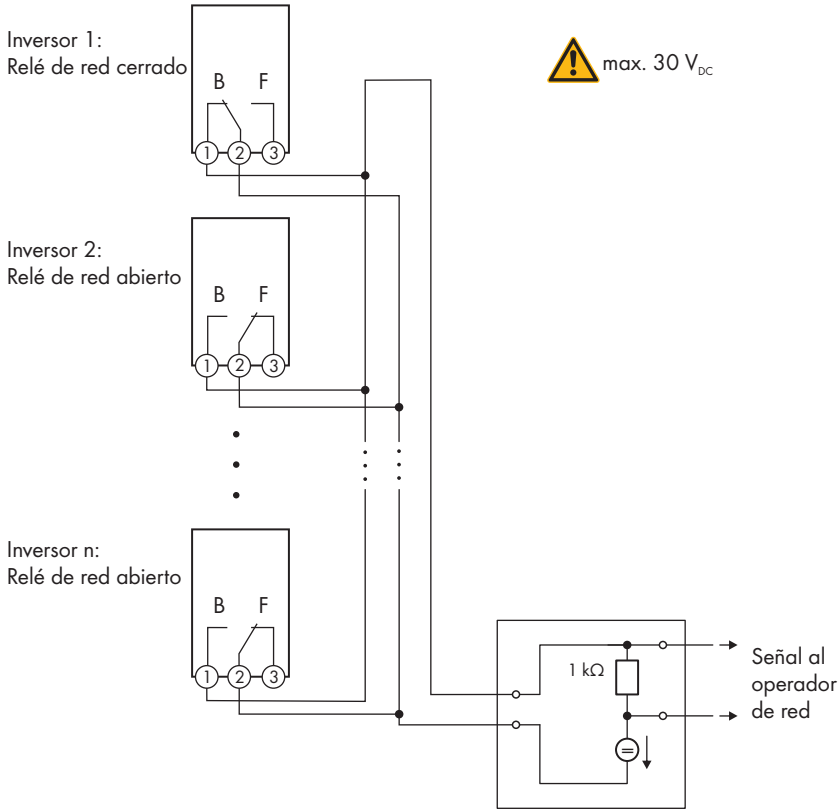 Inversor 1:
Relé de red cerrado
max. 30 VDC
B F
1 2 3
Inversor 2:
Relé de red abierto
B F
1 2 3
Inversor n:
Relé de red abierto
B F
1 2 3
1 kΩ
Señal al
operador
de red